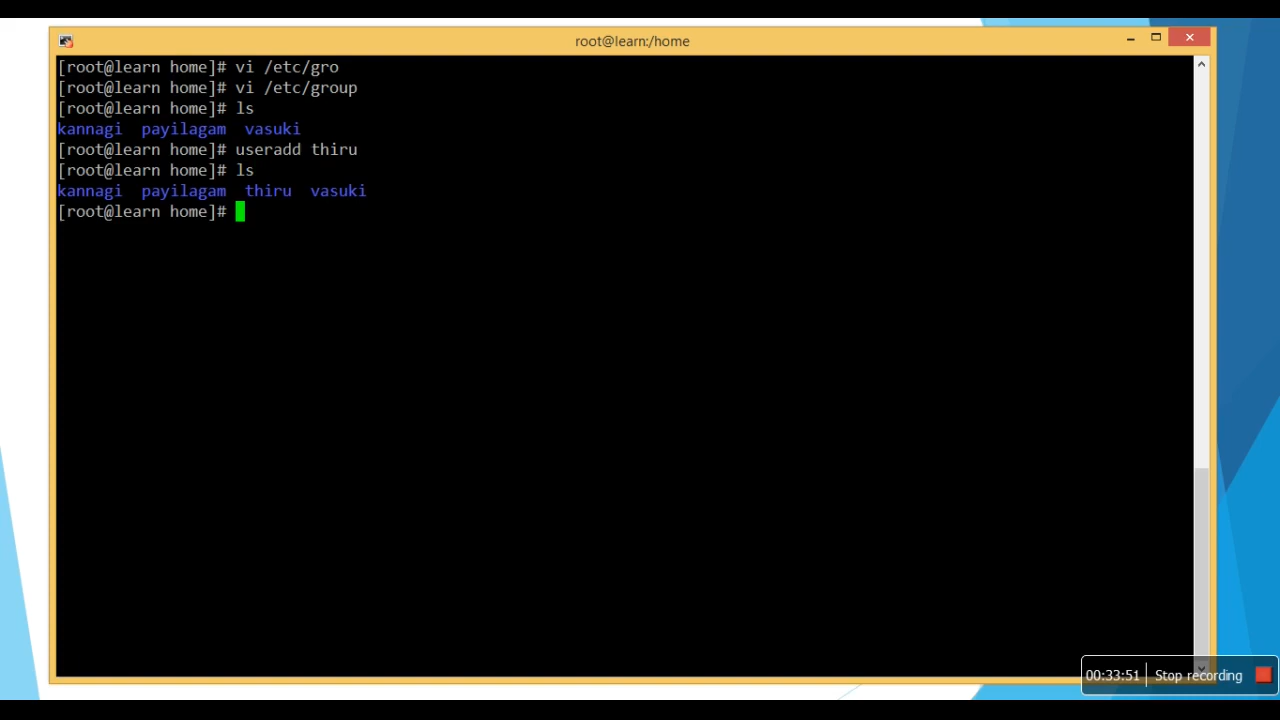 root@learn:/home
[root@learn home]# vi /etc/gro
[root@learn home]# vi /etc/group
[root@learn home]# ls
kannagi  payilagam  vasuki
[root@learn home]# useradd thiru
[root@learn home]# ls
kannagi  payilagam  thiru  vasuki
[root@learn home]#
00:33:51 Stop recording